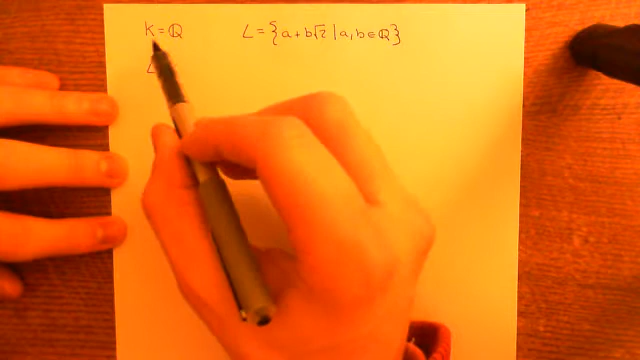 K = ℚ L = {a + b√2 | a, b ∈ ℚ}
L